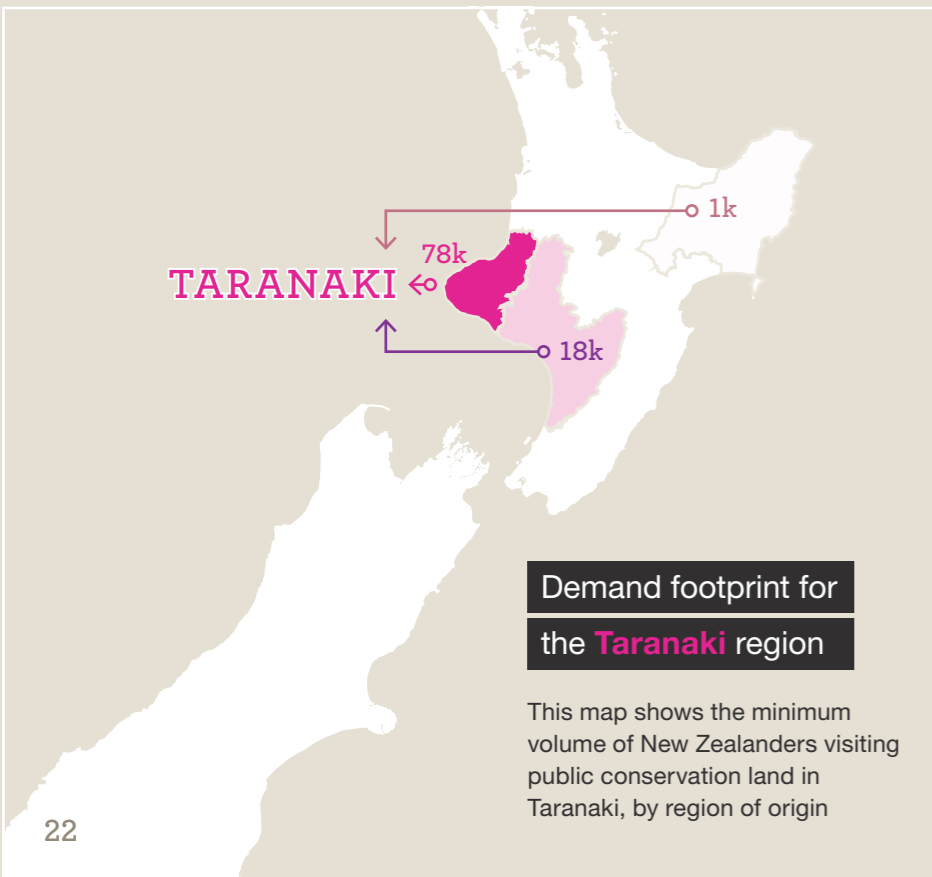 1k
78k
TARANAKI
18k
Demand footprint for
the Taranaki region
This map shows the minimum
volume of New Zealanders visiting
public conservation land in
Taranaki, by region of origin
22